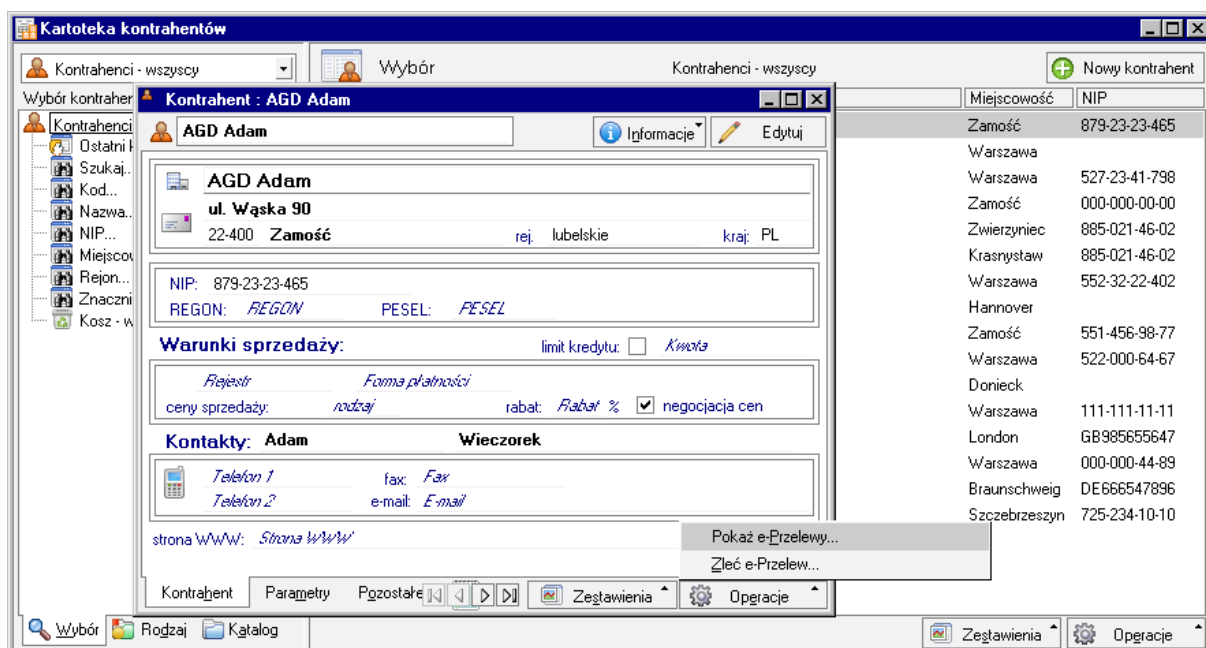 Kartoteka kontrahentów
Kontrahenci - wszyscy
Wybór
Kontrahenci - wszyscy
Nowy kontrahent
Wybór kontraher
Miejscowość NIP
Kontrahenci
Ostatni k
Szukaj..
Kod...
Nazwa..
NIP...
Miejscov
Rejon...
Znaczni
Kosz - w
Zamość 879-23-23-465
Warszawa
Warszawa 527-23-41-798
Zamość 000-000-00-00
Zwierzyniec 885-021-46-02
Krasnystaw 885-021-46-02
Warszawa 552-32-22-402
Hannover
Zamość 551-456-98-77
Warszawa 522-000-64-67
Donieck
Warszawa 111-111-11-11
London GB985655647
Warszawa 000-000-44-89
Braunschweig DE666547896
Szczebrzeszyn 725-234-10-10
Kontrahent : AGD Adam
AGD Adam
Informacje
Edytuj
AGD Adam
ul. Wąska 90
22-400 Zamość rej. lubelskie kraj: PL
NIP: 879-23-23-465
REGON: REGON PESEL: PESEL
Warunki sprzedaży: limit kredytu: Kwota
Rejestr Forma płatności
ceny sprzedaży: rodzaj rabat: Rabat % negocjacja cen
Kontakty: Adam Wieczorek
Telefon 1 fax: Fax
Telefon 2 e-mail: E-mail
strona WWW: Strona WWW
Pokaż e-Przelewy...
Zleć e-Przelew...
Kontrahent Parametry Pozostałe Zestawienia Operacje
Wybór Rodzaj Katalog
Zestawienia Operacje